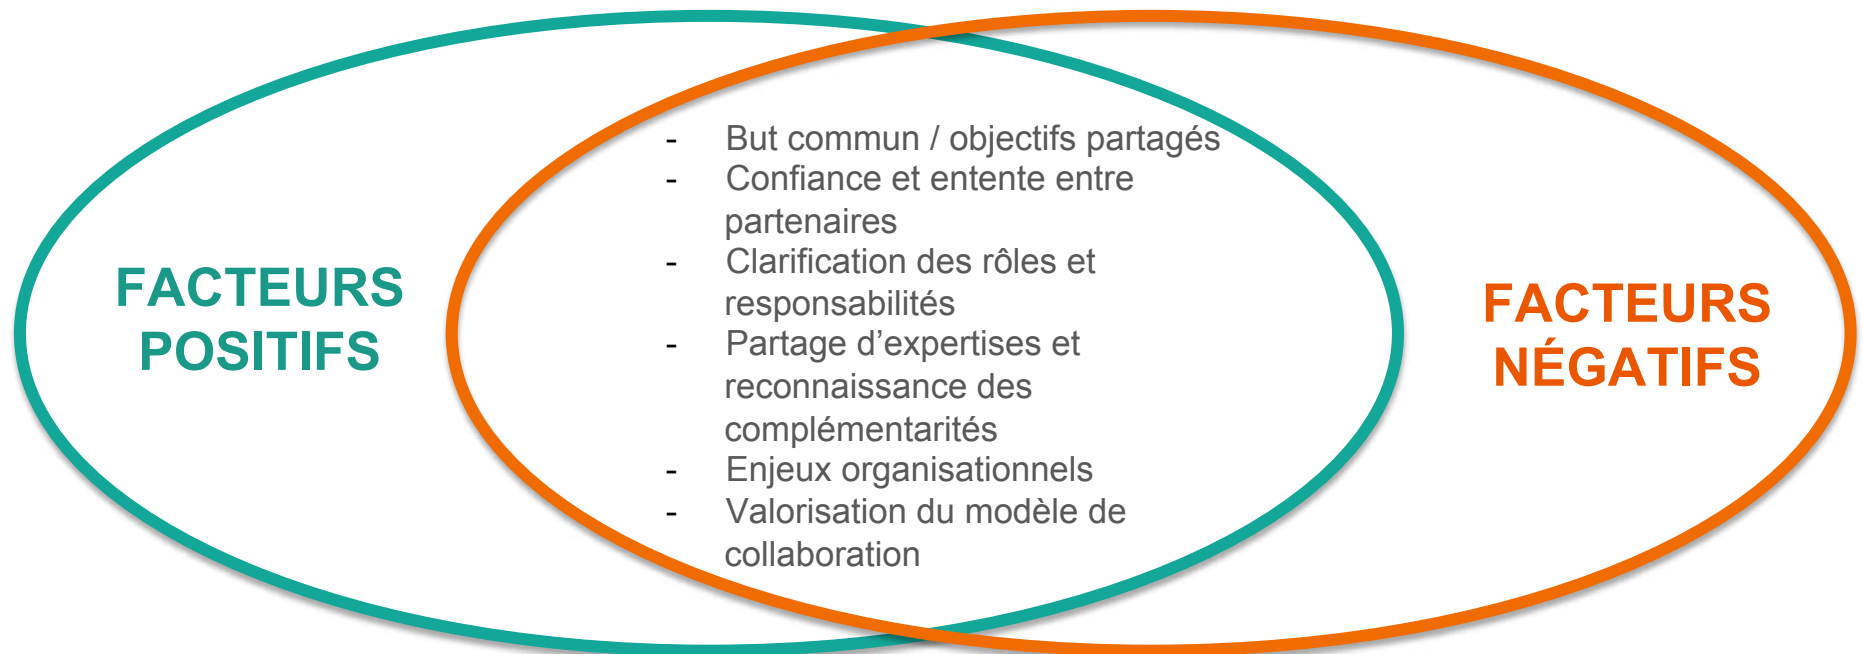 FACTEURS
POSITIFS
- But commun / objectifs partagés
- Confiance et entente entre
partenaires
- Clarification des rôles et
responsabilités
- Partage d’expertises et
reconnaissance des
complémentarités
- Enjeux organisationnels
- Valorisation du modèle de
collaboration
FACTEURS
NÉGATIFS